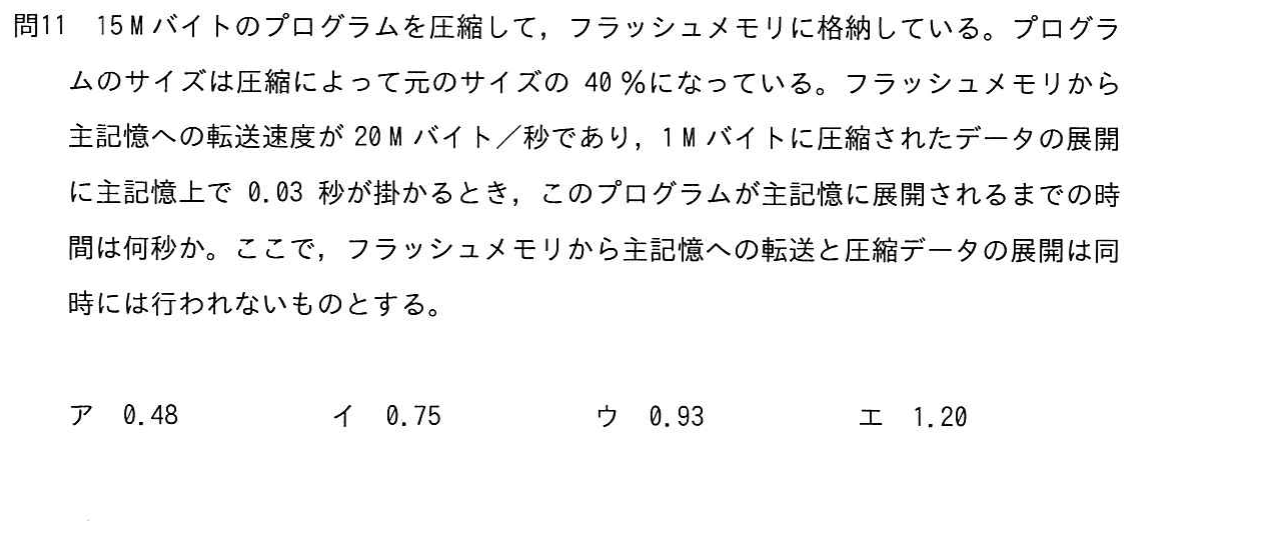 問11　15Mバイトのプログラムを圧縮して，フラッシュメモリに格納している。プログラ
ムのサイズは圧縮によって元のサイズの 40％になっている。フラッシュメモリから
主記憶への転送速度が 20Mバイト／秒であり，1Mバイトに圧縮されたデータの展開
に主記憶上で 0.03 秒が掛かるとき，このプログラムが主記憶に展開されるまでの時
間は何秒か。ここで，フラッシュメモリから主記憶への転送と圧縮データの展開は同
時には行われないものとする。
ア　0.48　イ　0.75　ウ　0.93　エ　1.20